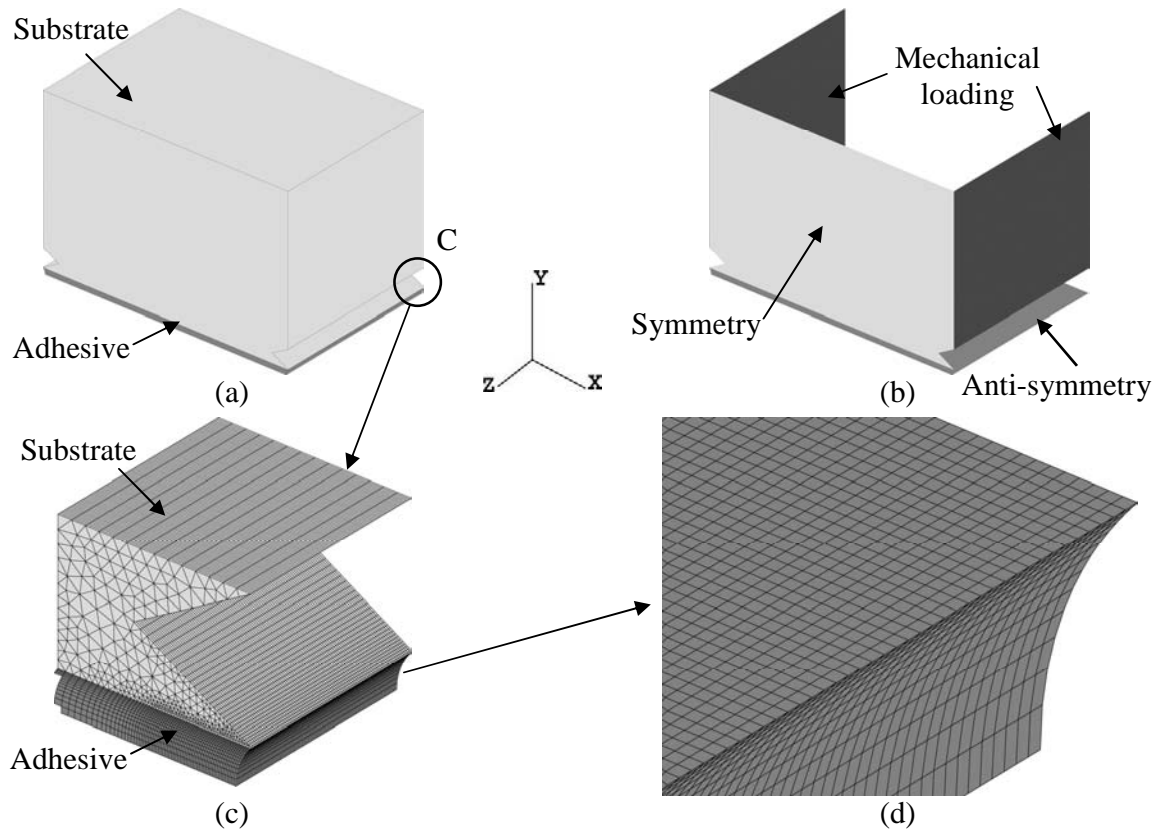 Substrate
C
Adhesive
(a)
Y
Z
X
Mechanical
loading
Symmetry
Anti-symmetry
(b)
Substrate
Adhesive
(c)
(d)